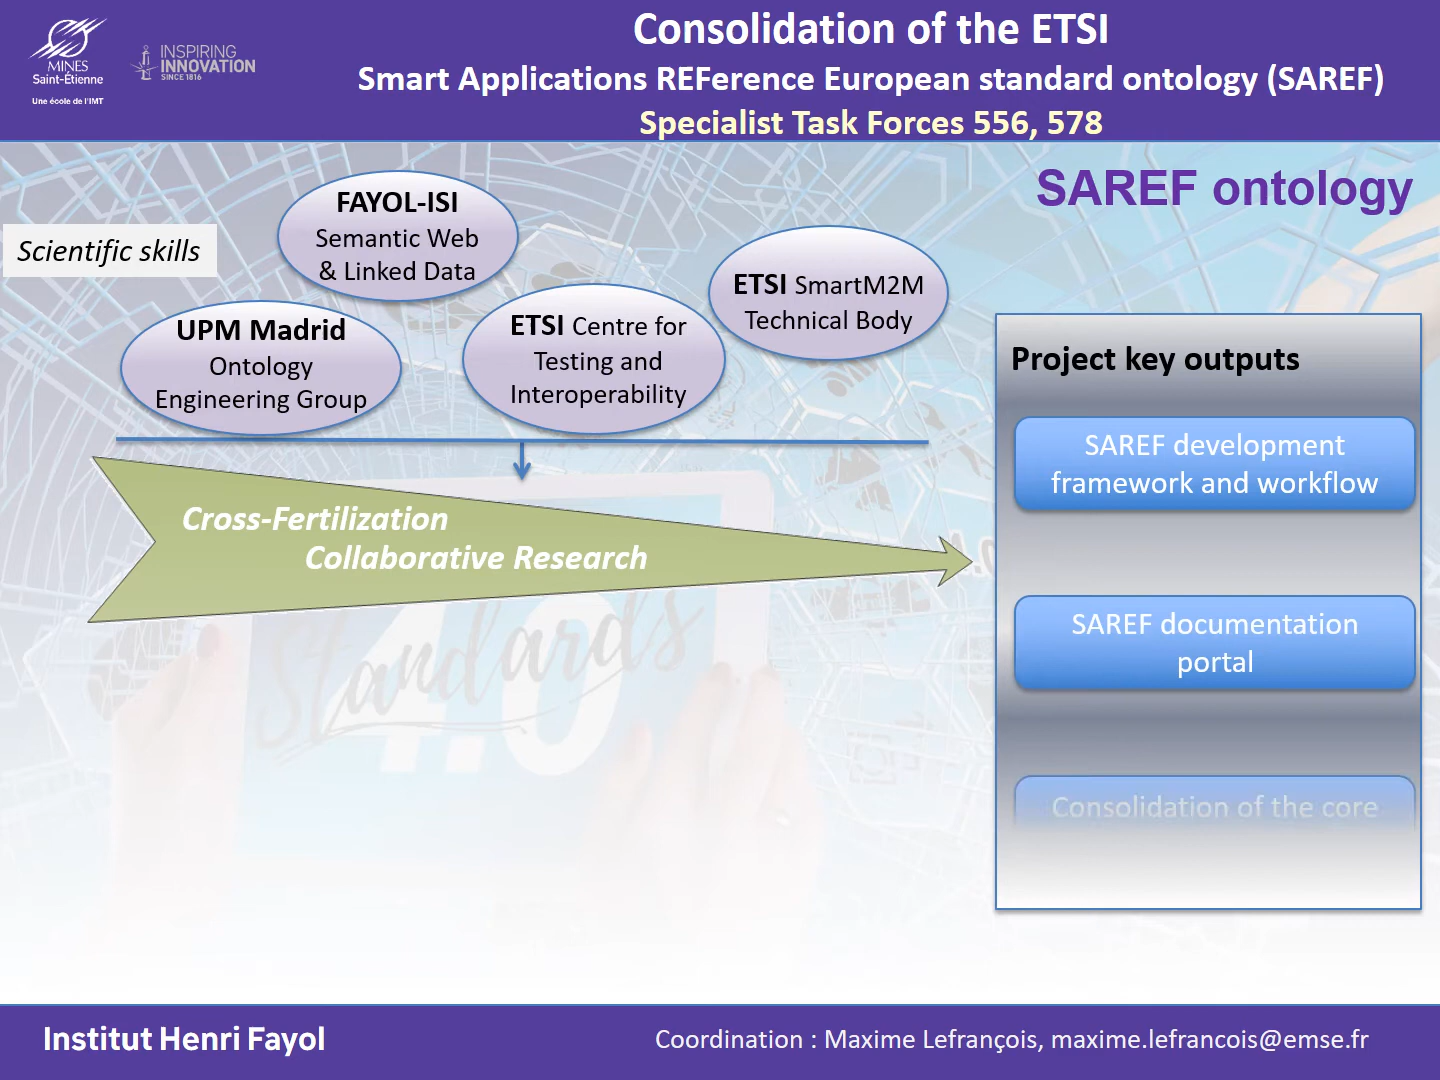 MINES
Saint-Étienne
Une école de l'IMT
INSPIRING
INNOVATION
SINCE 1816
Consolidation of the ETSI
Smart Applications REFerence European standard ontology (SAREF)
Specialist Task Forces 556, 578
SAREF ontology
Scientific skills
FAYOL-ISI
Semantic Web
& Linked Data
UPM Madrid
Ontology
Engineering Group
ETSI Centre for
Testing and
Interoperability
ETSI SmartM2M
Technical Body
Cross-Fertilization
Collaborative Research
Standards
4.0
Project key outputs
SAREF development
framework and workflow
SAREF documentation
portal
Consolidation of the core
Institut Henri Fayol
Coordination : Maxime Lefrançois, maxime.lefrancois@emse.fr